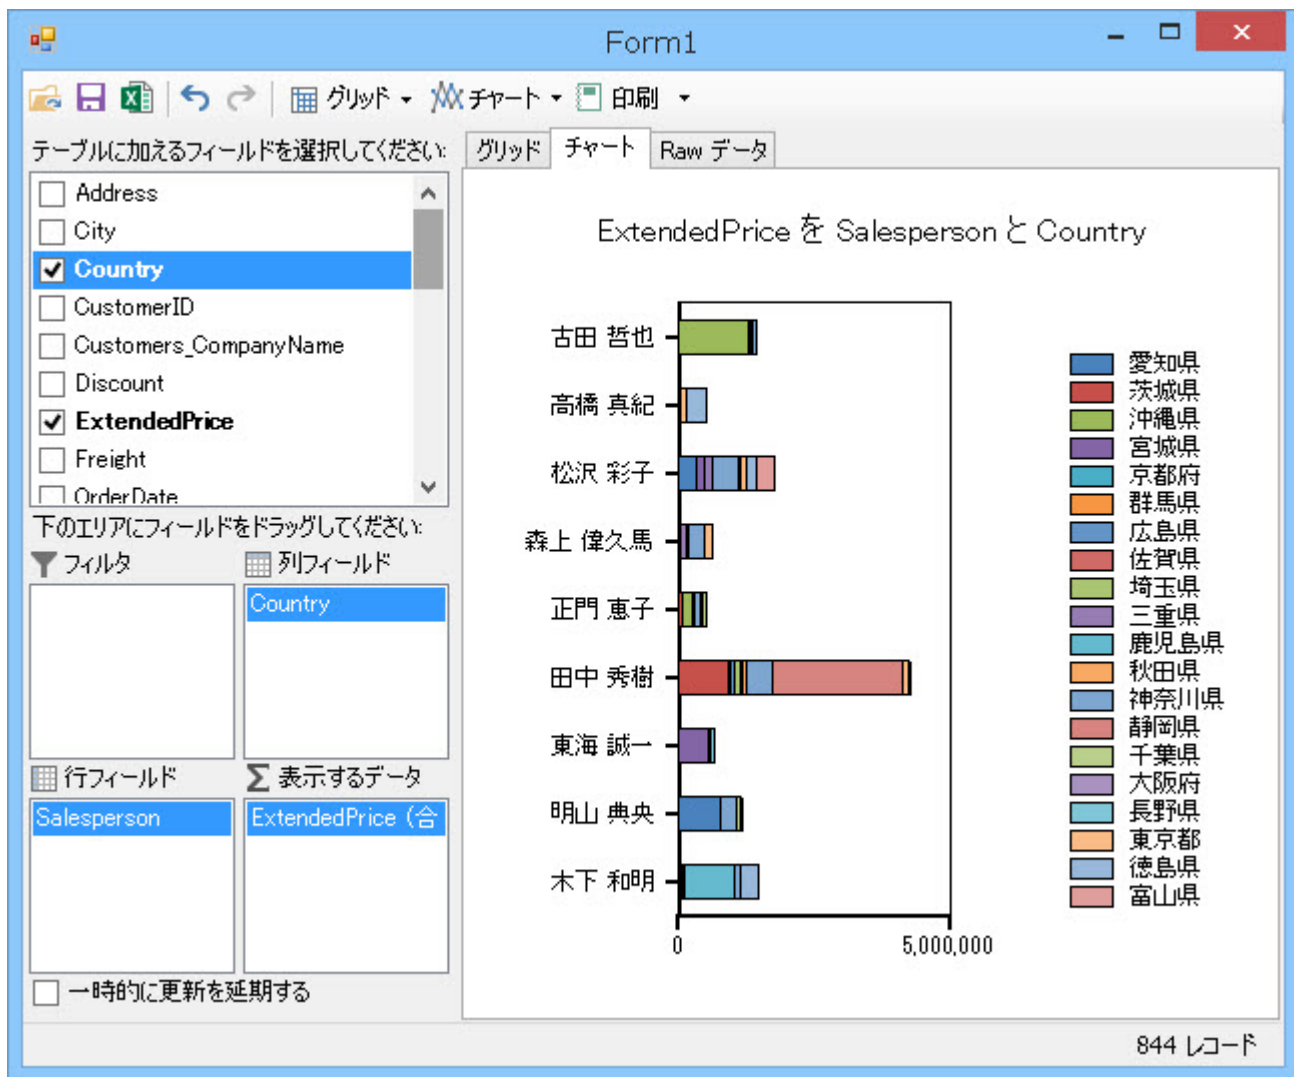 Form1
グリッド チャート 印刷
テーブルに加えるフィールドを選択してください:
Address
City
Country
CustomerID
Customers_CompanyName
Discount
ExtendedPrice
Freight
OrderDate
下のエリアにフィールドをドラッグしてください:
フィルタ 列フィールド
Country
行フィールド 表示するデータ
Salesperson ExtendedPrice (合
一時的に更新を延期する
グリッド チャート Raw データ
ExtendedPrice を Salesperson と Country
古田 哲也
高橋 真紀
松沢 彩子
森上 偉久馬
正門 恵子
田中 秀樹
東海 誠一
明山 典央
木下 和明
0 5,000,000
愛知県
茨城県
沖縄県
宮城県
京都府
群馬県
広島県
佐賀県
埼玉県
三重県
鹿児島県
秋田県
神奈川県
静岡県
千葉県
大阪府
長野県
東京都
徳島県
富山県
844 レコード